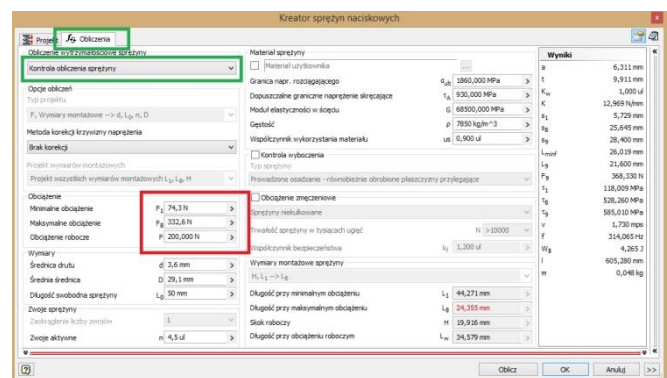 Kreator sprężyn naciskowych
Projekt
Obliczenia
Obliczenie wytrzymałościowe sprężyny
Kontrola obliczenia sprężyny
Opcje obliczeń
Typ projektu
F, Wymiary montażowe --> d, L₀, n, D
Metoda korekcji krzywizny naprężenia
Brak korekcji
Projekt wymiarów montażowych
Projekt wszystkich wymiarów montażowych L₁, L₈, H
Obciążenie
Minimalne obciążenie F₁ 74,3 N
Maksymalne obciążenie F₈ 332,6 N
Obciążenie robocze F 200,000 N
Wymiary
Średnica drutu d 3,6 mm
Średnia średnica D 29,1 mm
Długość swobodna sprężyny L₀ 50 mm
Zwoje sprężyny
Zaokrąglenie liczby zwojów 1
Zwoje aktywne n 4,5 ul
Materiał sprężyny
Materiał użytkownika ...
Granica napr. rozciągającego σult 1860,000 MPa
Dopuszczalne graniczne naprężenie skręcające τA 930,000 MPa
Moduł elastyczności w ścięciu G 68500,000 MPa
Gęstość ρ 7850 kg/m^3
Współczynnik wykorzystania materiału us 0,900 ul
Kontrola wyboczenia
Typ sprężyny
Prowadzone osadzanie - równobieżnie obrobione płaszczyzny przylegające
Obciążenie zmęczeniowe
Sprężyny niekulkowane
Trwałość sprężyny w tysiącach ugięć N >10000
Współczynnik bezpieczeństwa kf 1,200 ul
Wymiary montażowe sprężyny
H, L₁ --> L₈
Długość przy minimalnym obciążeniu L₁ 44,271 mm
Długość przy maksymalnym obciążeniu L₈ 24,355 mm
Skok roboczy H 19,916 mm
Długość przy obciążeniu roboczym Lw 34,579 mm
Wyniki
a 6,311 mm
t 9,911 mm
Kw 1,000 ul
K 12,969 N/mm
s₁ 5,729 mm
s₈ 25,645 mm
s₉ 28,400 mm
Lminf 26,019 mm
L₉ 21,600 mm
F₉ 368,330 N
τ₁ 118,009 MPa
τ₈ 528,260 MPa
τ₉ 585,010 MPa
v 1,730 mps
f 314,065 Hz
W₈ 4,265 J
l 605,280 mm
m 0,048 kg
Oblicz
OK
Anuluj
>>